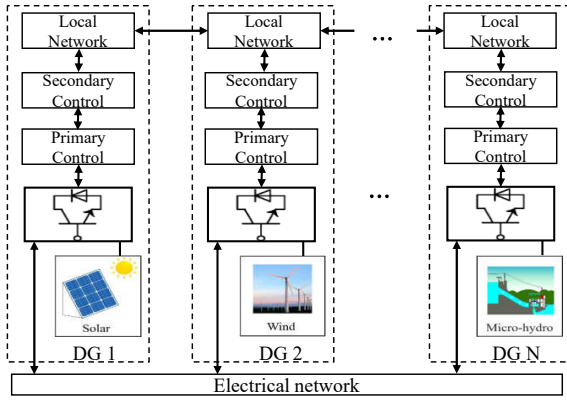 Local
Network
Secondary
Control
Primary
Control
Solar
DG 1
Local
Network
Secondary
Control
Primary
Control
Wind
DG 2
...
...
Local
Network
Secondary
Control
Primary
Control
Micro-hydro
DG N
Electrical network